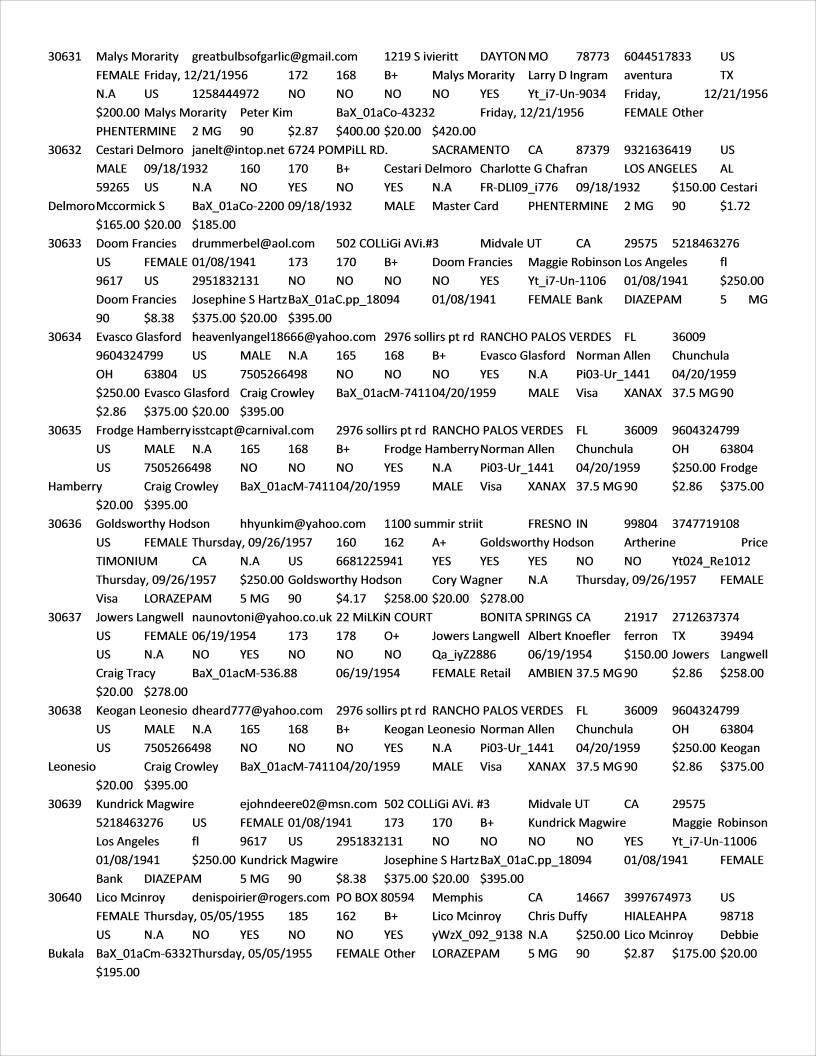 30631 Malys Morarity greatbulbsofgarlic@gmail.com 1219 S ivieritt DAYTON MO 78773 6044517833 US
FEMALE Friday, 12/21/1956 172 168 B+ Malys Morarity Larry D Ingram aventura TX
N.A US 1258444972 NO NO NO YES Yt_i7-Un-9034 Friday, 12/21/1956
$200.00 Malys Morarity Peter Kim BaX_01aCo-43232 Friday, 12/21/1956 FEMALE Other
PHENTERMINE 2 MG 90 $2.87 $400.00 $20.00 $420.00
30632 Cestari Delmoro janelt@intop.net 6724 POMPiLL RD. SACRAMENTO CA 87379 9321636419 US
MALE 09/18/1932 160 170 B+ Cestari Delmoro Charlotte G Chafran LOS ANGELES AL
59265 US N.A NO YES NO YES N.A FR-DLI09_i776 09/18/1932 $150.00 Cestari
Delmoro Mccormick S BaX_01aCo-2200 09/18/1932 MALE Master Card PHENTERMINE 2 MG 90 $1.72
$165.00 $20.00 $185.00
30633 Doom Francies drummerbel@aol.com 502 COLLiGi AVi.#3 Midvale UT CA 29575 5218463276
US FEMALE 01/08/1941 173 170 B+ Doom Francies Maggie Robinson Los Angeles fl
9617 US 2951832131 NO NO NO YES Yt_i7-Un-1106 01/08/1941 $250.00
Doom Francies Josephine S Hartz BaX_01aC.pp_18094 01/08/1941 FEMALE Bank DIAZEPAM 5 MG
90 $8.38 $375.00 $20.00 $395.00
30634 Evasco Glasford heavenlyangel18666@yahoo.com 2976 sollirs pt rd RANCHO PALOS VERDES FL 36009
9604324799 US MALE N.A 165 168 B+ Evasco Glasford Norman Allen Chunchula
OH 63804 US 7505266498 NO NO NO YES N.A Pi03-Ur_1441 04/20/1959
$250.00 Evasco Glasford Craig Crowley BaX_01acM-7411 04/20/1959 MALE Visa XANAX 37.5 MG 90
$2.86 $375.00 $20.00 $395.00
30635 Frodge Hamberry isstcapt@carnival.com 2976 sollirs pt rd RANCHO PALOS VERDES FL 36009 9604324799
US MALE N.A 165 168 B+ Frodge Hamberry Norman Allen Chunchula OH 63804
US 7505266498 NO NO NO YES N.A Pi03-Ur_1441 04/20/1959 $250.00 Frodge
Hamberry Craig Crowley BaX_01acM-7411 04/20/1959 MALE Visa XANAX 37.5 MG 90 $2.86 $375.00
$20.00 $395.00
30636 Goldsworthy Hodson hhyunkim@yahoo.com 1100 summir striit FRESNO IN 99804 3747719108
US FEMALE Thursday, 09/26/1957 160 162 A+ Goldsworthy Hodson Artherine Price
TIMONIUM CA N.A US 6681225941 YES YES YES NO NO Yt024_Re1012
Thursday, 09/26/1957 $250.00 Goldsworthy Hodson Cory Wagner N.A Thursday, 09/26/1957 FEMALE
Visa LORAZEPAM 5 MG 90 $4.17 $258.00 $20.00 $278.00
30637 Jowers Langwell naunovtoni@yahoo.co.uk 22 MiLKiN COURT BONITA SPRINGS CA 21917 2712637374
US FEMALE 06/19/1954 173 178 O+ Jowers Langwell Albert Knoefler ferron TX 39494
US N.A NO YES NO NO NO Qa_iyZ2886 06/19/1954 $150.00 Jowers Langwell
Craig Tracy BaX_01acM-536.88 06/19/1954 FEMALE Retail AMBIEN 37.5 MG 90 $2.86 $258.00
$20.00 $278.00
30638 Keogan Leonesio dheard777@yahoo.com 2976 sollirs pt rd RANCHO PALOS VERDES FL 36009 9604324799
US MALE N.A 165 168 B+ Keogan Leonesio Norman Allen Chunchula OH 63804
US 7505266498 NO NO NO YES N.A Pi03-Ur_1441 04/20/1959 $250.00 Keogan
Leonesio Craig Crowley BaX_01acM-7411 04/20/1959 MALE Visa XANAX 37.5 MG 90 $2.86 $375.00
$20.00 $395.00
30639 Kundrick Magwire ejohndeere02@msn.com 502 COLLiGi AVi. #3 Midvale UT CA 29575
5218463276 US FEMALE 01/08/1941 173 170 B+ Kundrick Magwire Maggie Robinson
Los Angeles fl 9617 US 2951832131 NO NO NO NO YES Yt_i7-Un-11006
01/08/1941 $250.00 Kundrick Magwire Josephine S Hartz BaX_01aC.pp_18094 01/08/1941 FEMALE
Bank DIAZEPAM 5 MG 90 $8.38 $375.00 $20.00 $395.00
30640 Lico Mcinroy denispoirier@rogers.com PO BOX 80594 Memphis CA 14667 3997674973 US
FEMALE Thursday, 05/05/1955 185 162 B+ Lico Mcinroy Chris Duffy HIALEAHPA 98718
US N.A NO YES NO NO YES yWzX_092_9138 N.A $250.00 Lico Mcinroy Debbie
Bukala BaX_01aCm-6332 Thursday, 05/05/1955 FEMALE Other LORAZEPAM 5 MG 90 $2.87 $175.00 $20.00
$195.00